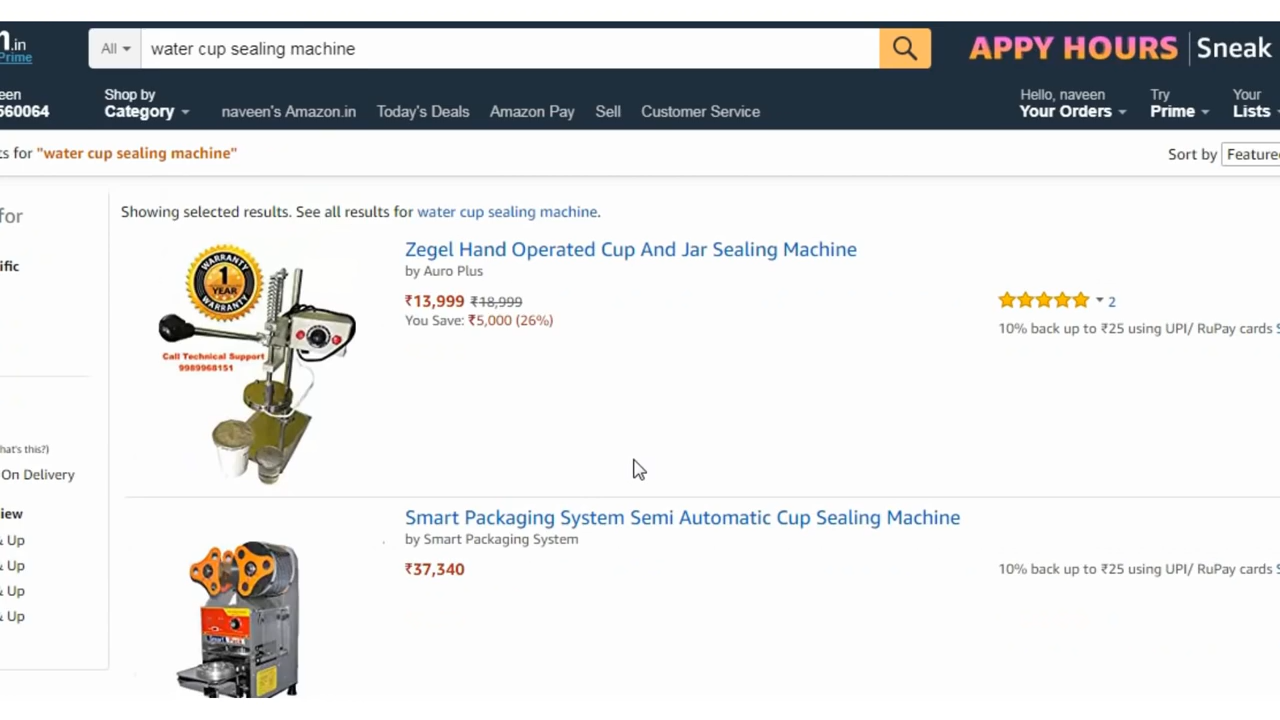 .in
Prime
All
water cup sealing machine
APPY HOURS
Sneak
een
560064
Shop by
Category
naveen's Amazon.in
Today's Deals
Amazon Pay
Sell
Customer Service
Hello, naveen
Your Orders
Try
Prime
Your
Lists
ts for "water cup sealing machine"
Sort by
Feature
for
ific
hat's this?)
On Delivery
iew
& Up
& Up
& Up
& Up
Showing selected results. See all results for water cup sealing machine.
WARRANTY
1
YEAR
WARRANTY
Call Technical Support
9989968151
Zegel Hand Operated Cup And Jar Sealing Machine
by Auro Plus
₹13,999 ₹18,999
You Save: ₹5,000 (26%)
2
10% back up to ₹25 using UPI/ RuPay cards S
Smart Packaging System Semi Automatic Cup Sealing Machine
by Smart Packaging System
₹37,340
10% back up to ₹25 using UPI/ RuPay cards S